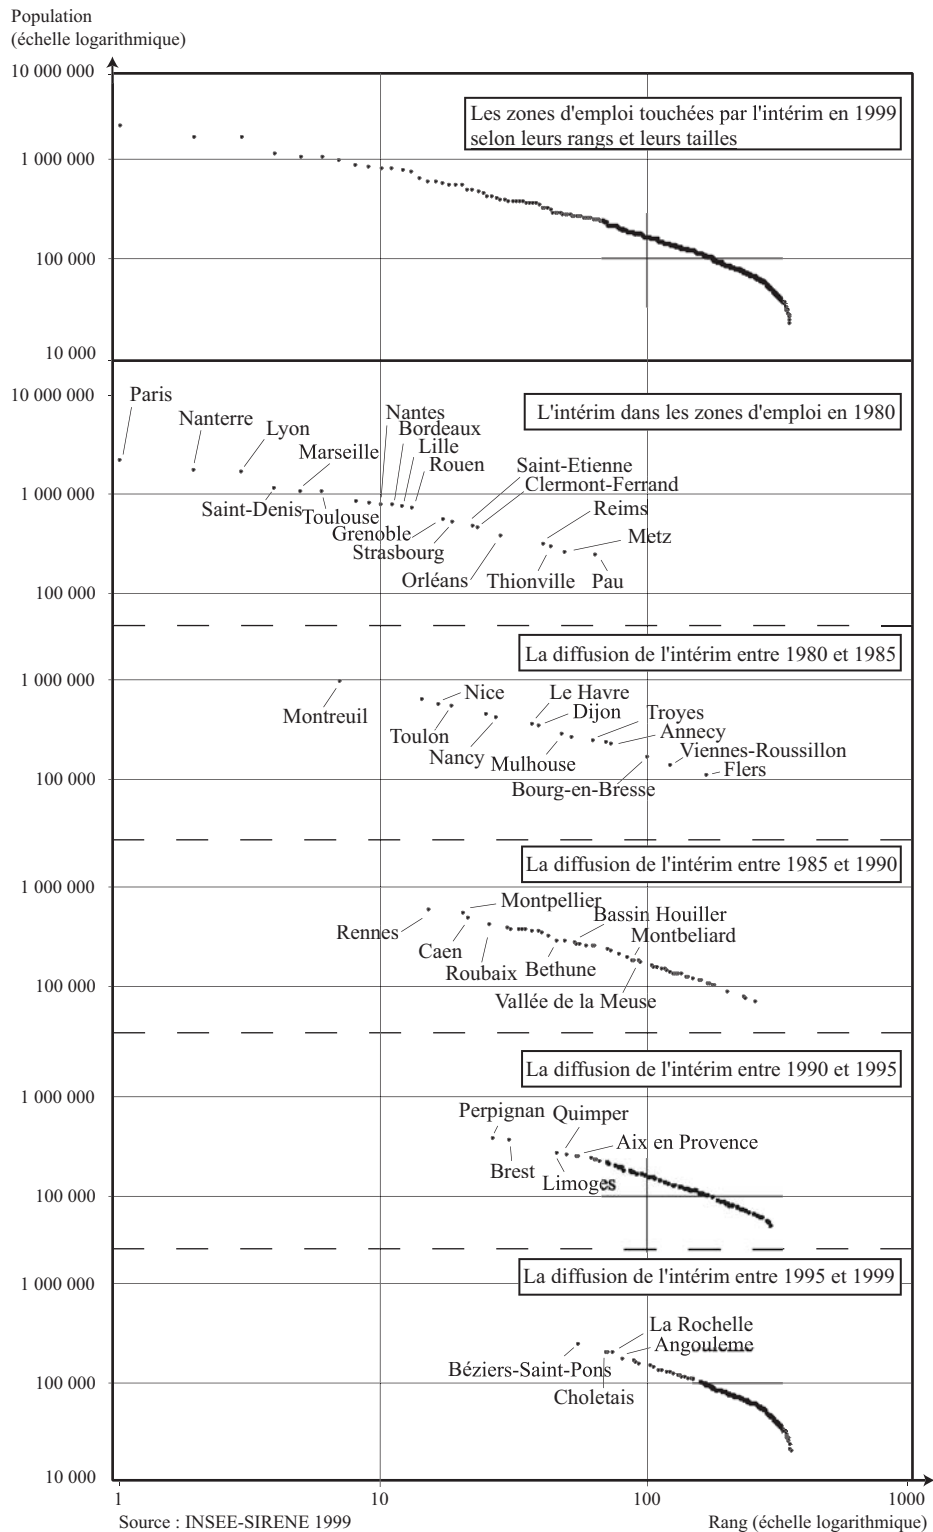 Population
(échelle logarithmique)
10 000 000
Les zones d'emploi touchées par l'intérim en 1999
selon leurs rangs et leurs tailles
1 000 000
100 000
10 000
10 000 000
Paris
L'intérim dans les zones d'emploi en 1980
Nanterre
Nantes
Lyon
Bordeaux
Lille
Marseille
Rouen
Saint-Etienne
Clermont-Ferrand
1 000 000
Saint-Denis
Toulouse
Reims
Grenoble
Metz
Strasbourg
Orléans
Thionville
Pau
100 000
La diffusion de l'intérim entre 1980 et 1985
1 000 000
Nice
Le Havre
Montreuil
Dijon
Troyes
Toulon
Annecy
Nancy
Mulhouse
Viennes-Roussillon
100 000
Flers
Bourg-en-Bresse
La diffusion de l'intérim entre 1985 et 1990
1 000 000
Montpellier
Bassin Houiller
Rennes
Montbeliard
Caen
Roubaix
Bethune
100 000
Vallée de la Meuse
La diffusion de l'intérim entre 1990 et 1995
1 000 000
Perpignan
Quimper
Aix en Provence
Brest
Limoges
100 000
La diffusion de l'intérim entre 1995 et 1999
1 000 000
La Rochelle
Angouleme
Béziers-Saint-Pons
100 000
Choletais
10 000
1
10
100
1000
Source : INSEE-SIRENE 1999
Rang (échelle logarithmique)